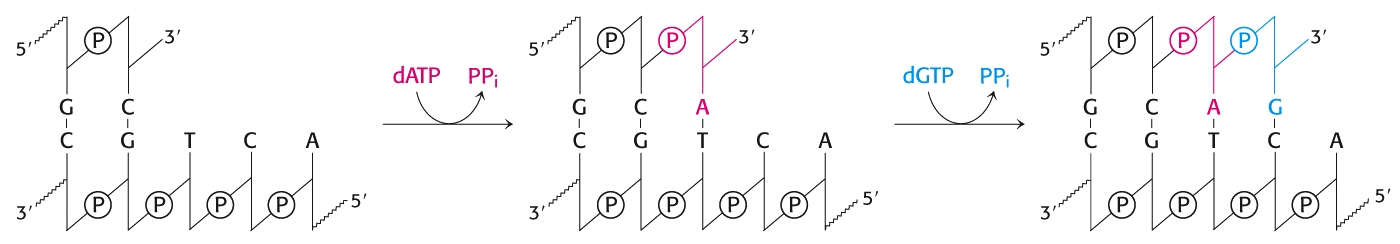 5′ P 3′ P P 3′ P P P 3′
5′ 5′
dATP PPi dGTP PPi
G C G C A G C A G
C G T C A C G T C A C G T C A
3′ P P P P 5′ 3′ P P P P 5′ 3′ P P P P 5′